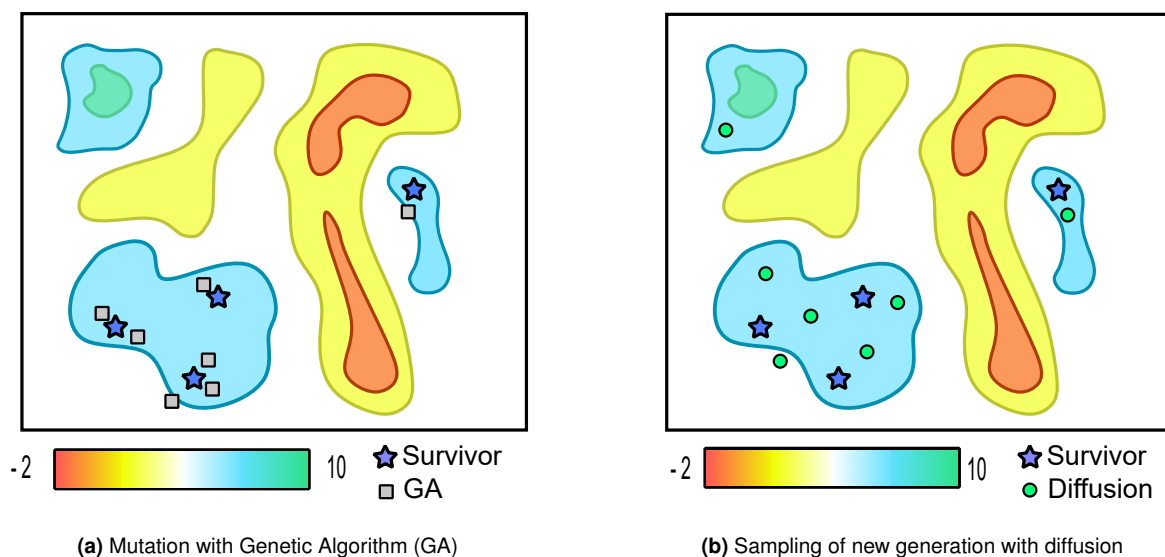 -2 10 Survivor
GA
(a) Mutation with Genetic Algorithm (GA)
-2 10 Survivor
Diffusion
(b) Sampling of new generation with diffusion